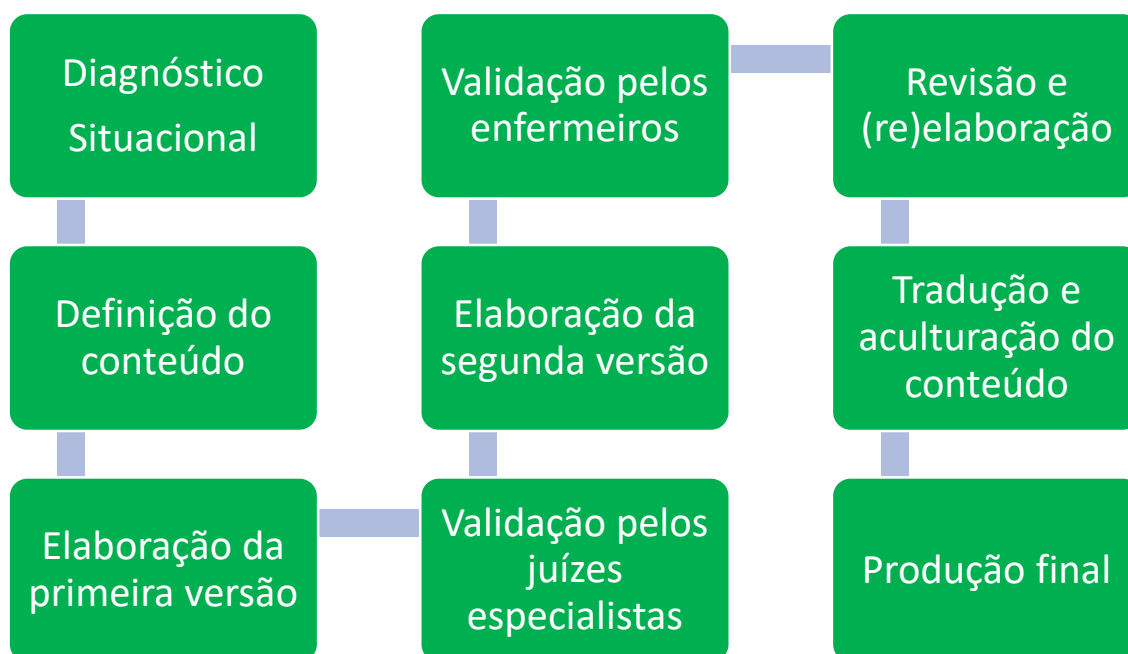 Diagnóstico
Situacional
Definição do
conteúdo
Elaboração da
primeira versão
Validação pelos
juízes
especialistas
Elaboração da
segunda versão
Validação pelos
enfermeiros
Revisão e
(re)elaboração
Tradução e
aculturação do
conteúdo
Produção final